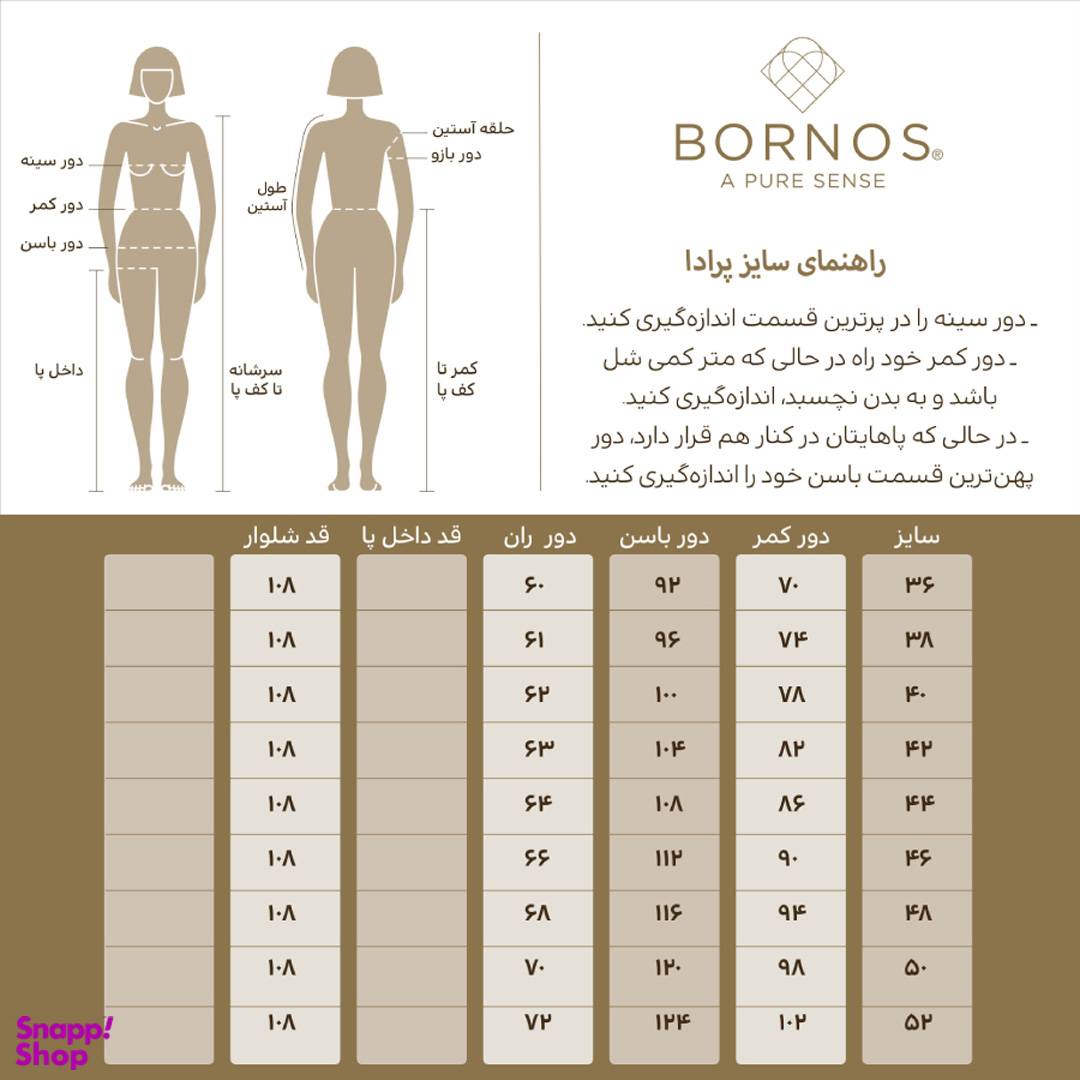 BORNOS®
A PURE SENSE
راهنمای سایز پرادا
ـ دور سینه را در پرترین قسمت اندازه‌گیری کنید.
ـ دور کمر خود راه در حالی که متر کمی شل
باشد و به بدن نچسبد، اندازه‌گیری کنید.
ـ در حالی که پاهایتان در کنار هم قرار دارد، دور
پهن‌ترین قسمت باسن خود را اندازه‌گیری کنید.
حلقه آستین
دور بازو
طول
آستین
کمر تا
کف پا
دور سینه
دور کمر
دور باسن
داخل پا
سرشانه
تا کف پا
سایز دور کمر دور باسن دور ران قد داخل پا قد شلوار
۳۶ ۷۰ ۹۲ ۶۰ ۱۰۸
۳۸ ۷۴ ۹۶ ۶۱ ۱۰۸
۴۰ ۷۸ ۱۰۰ ۶۲ ۱۰۸
۴۲ ۸۲ ۱۰۴ ۶۳ ۱۰۸
۴۴ ۸۶ ۱۰۸ ۶۴ ۱۰۸
۴۶ ۹۰ ۱۱۲ ۶۶ ۱۰۸
۴۸ ۹۴ ۱۱۶ ۶۸ ۱۰۸
۵۰ ۹۸ ۱۲۰ ۷۰ ۱۰۸
۵۲ ۱۰۲ ۱۲۴ ۷۲ ۱۰۸
Snapp!
Shop